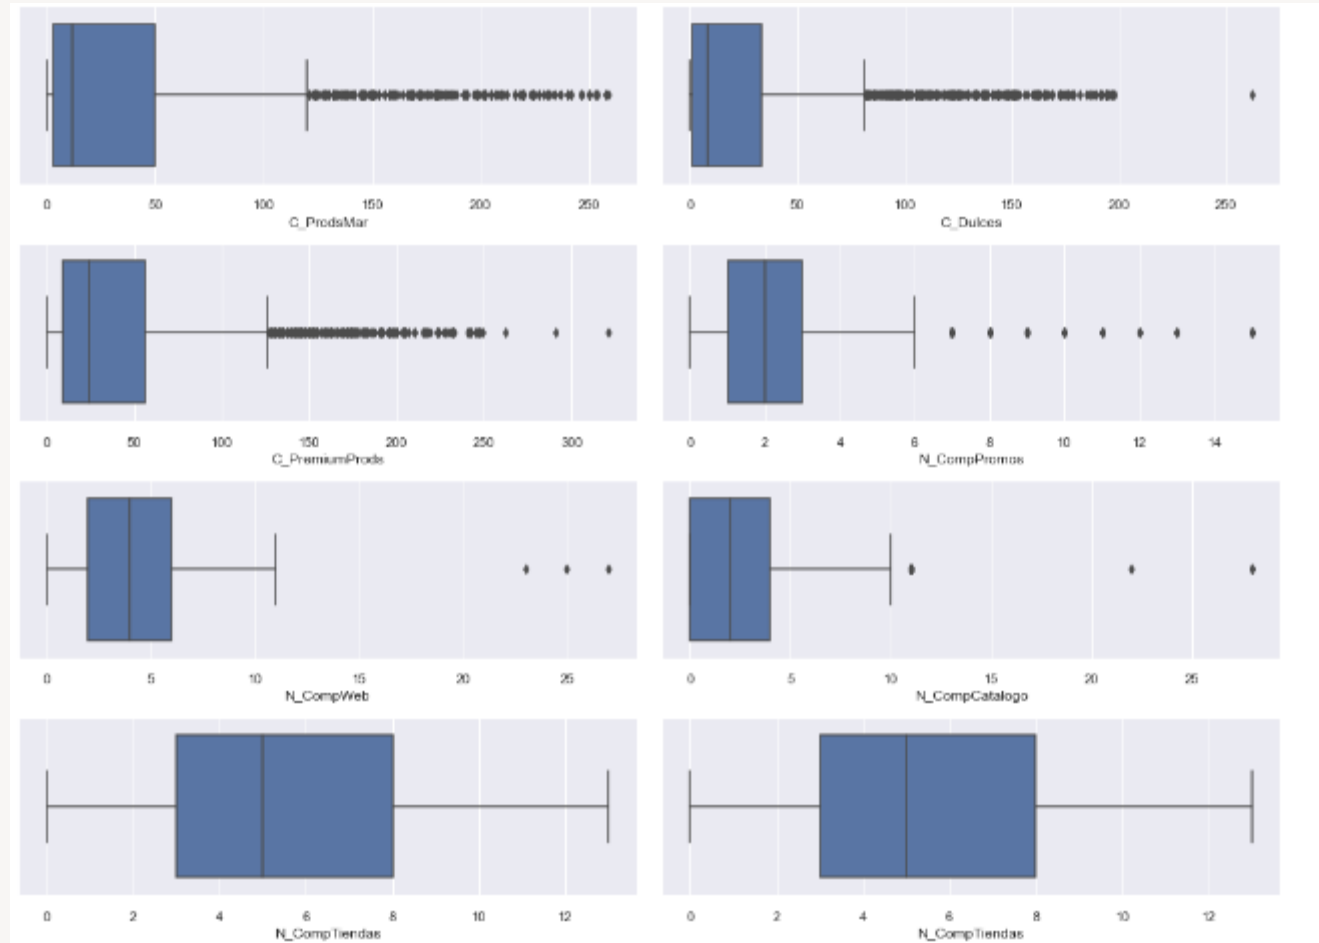 0 50 100 150 200 250
C_ProdsMar
0 50 100 150 200 250
C_Dulces
0 50 100 150 200 250 300
C_PremiumProds
0 2 4 6 8 10 12 14
N_CompPromos
0 5 10 15 20 25
N_CompWeb
0 5 10 15 20 25
N_CompCatalogo
0 2 4 6 8 10 12
N_CompTiendas
0 2 4 6 8 10 12
N_CompTiendas